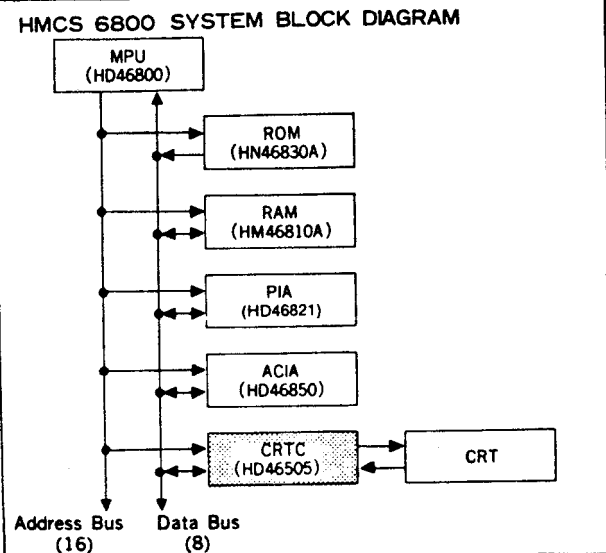 HMCS 6800 SYSTEM BLOCK DIAGRAM
MPU
(HD46800)
ROM
(HN46830A)
RAM
(HM46810A)
PIA
(HD46821)
ACIA
(HD46850)
CRTC
(HD46505)
CRT
Address Bus
(16)
Data Bus
(8)